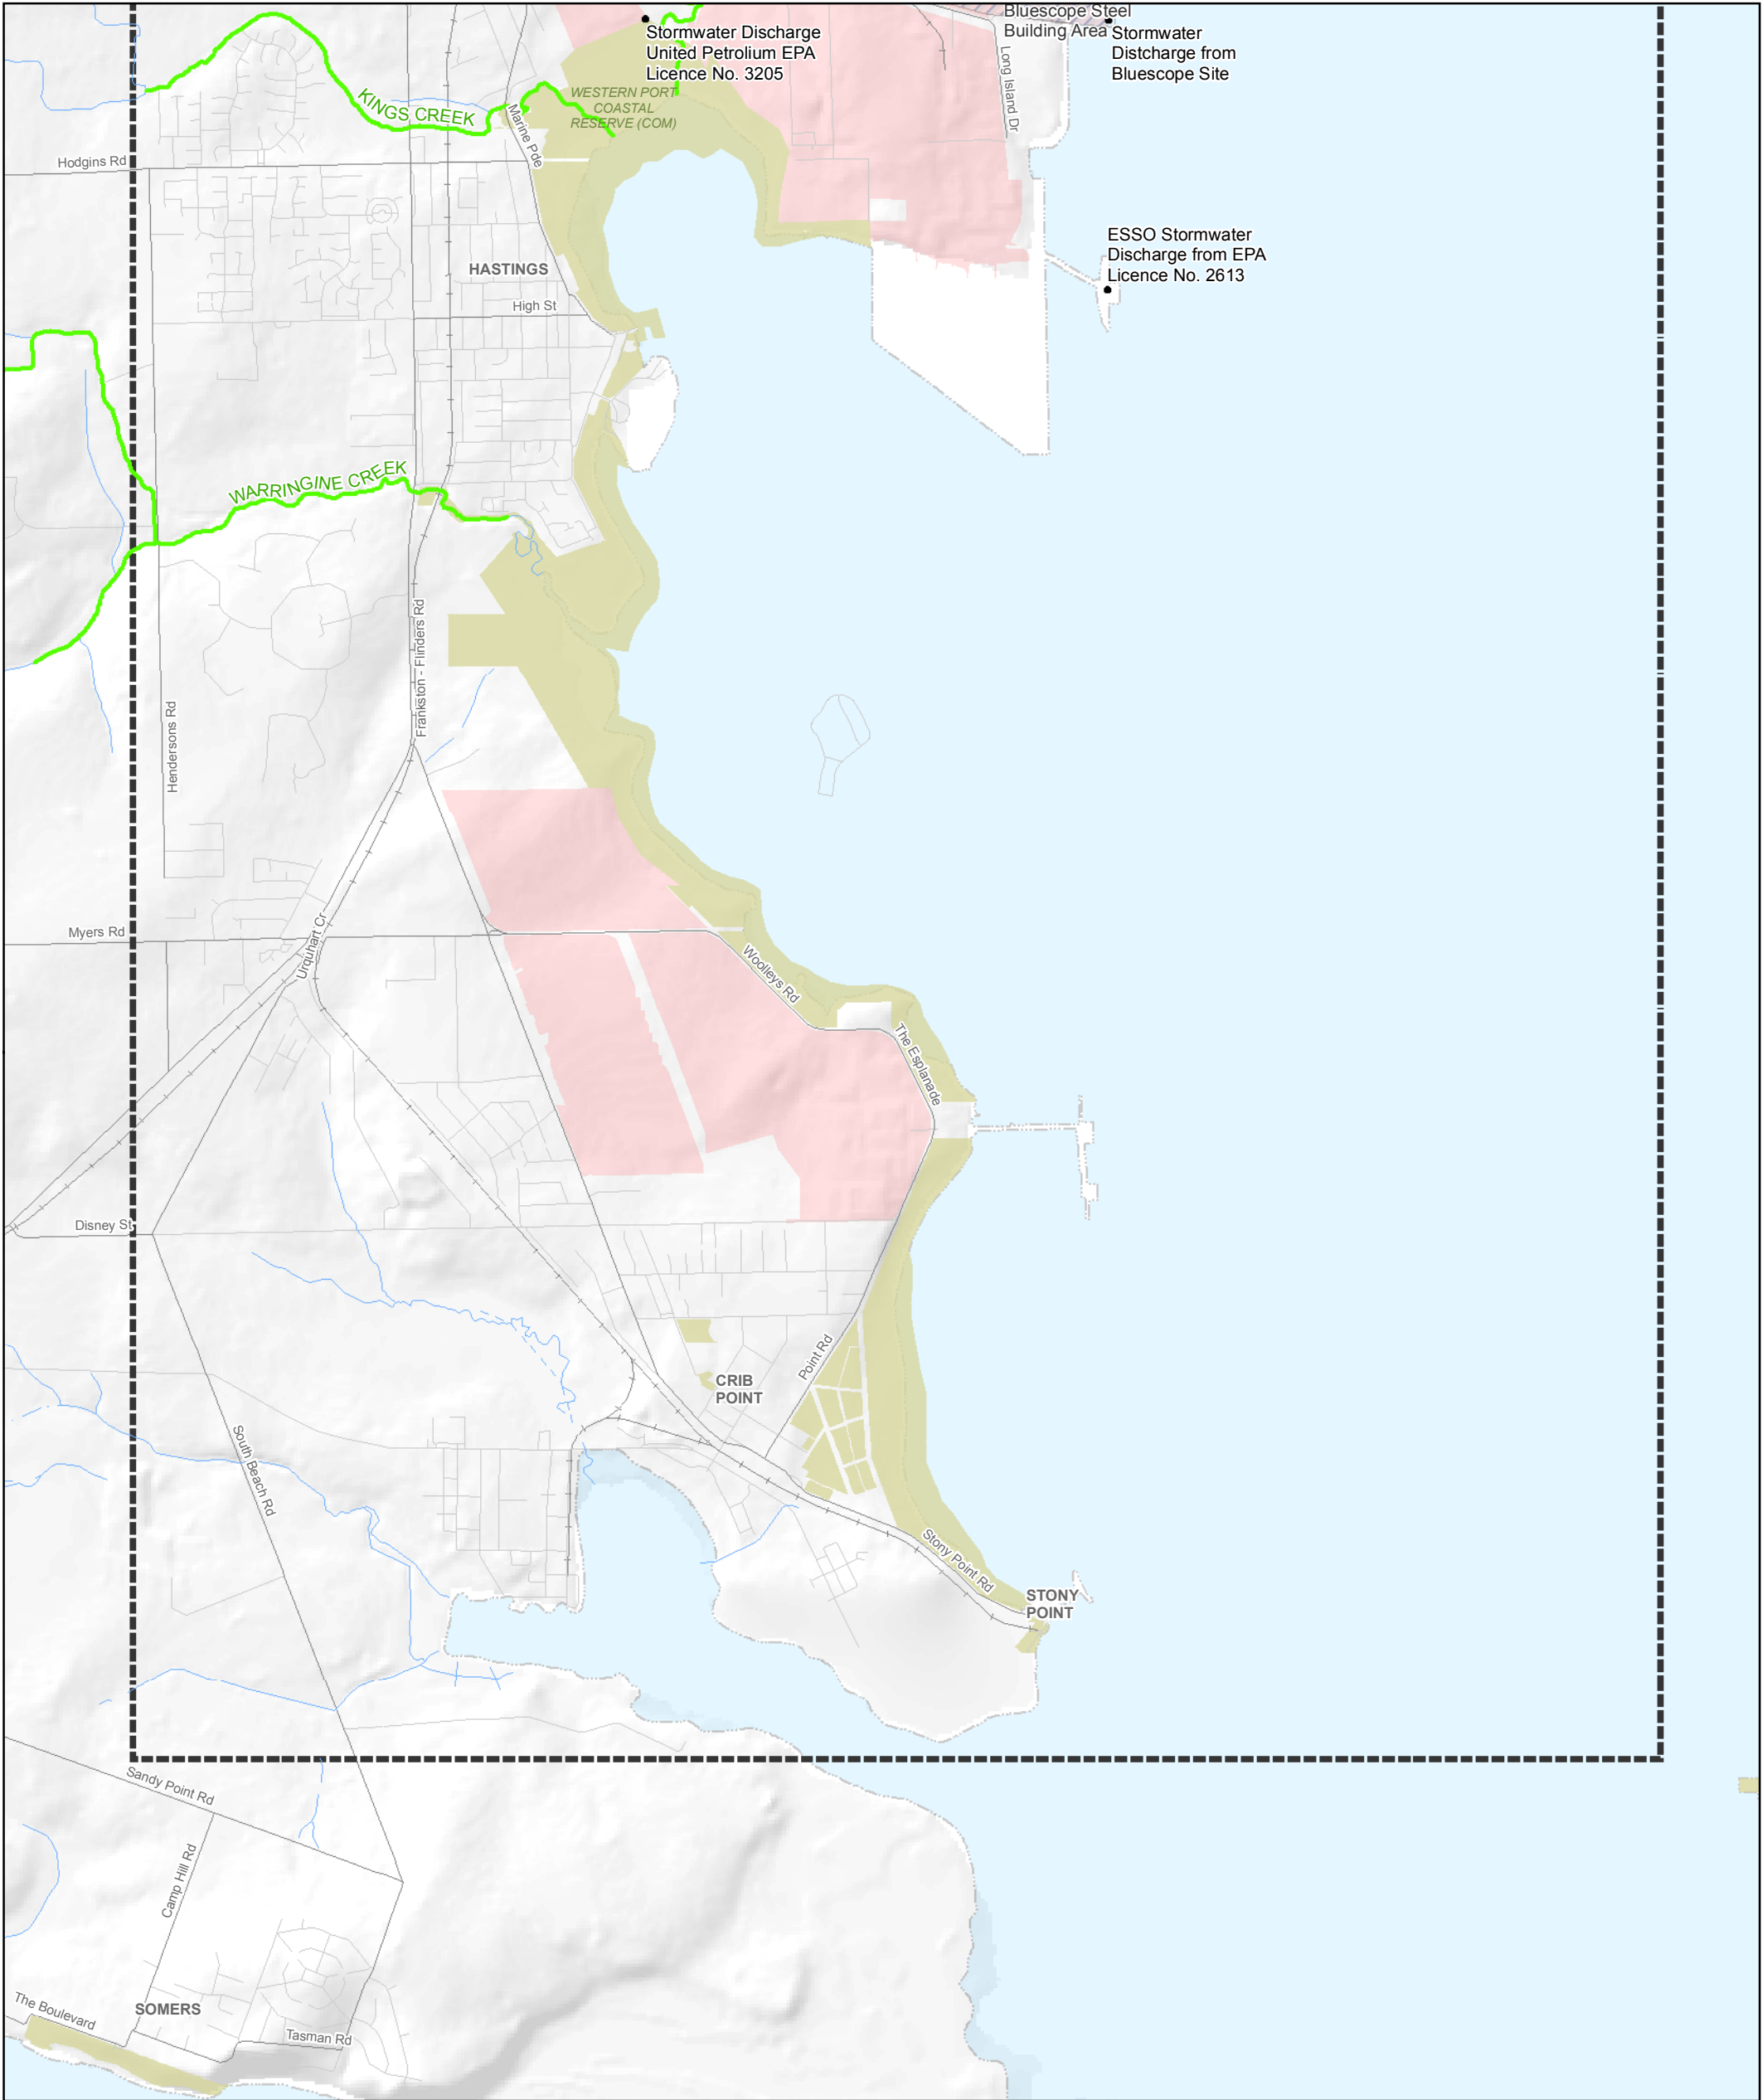 Bluescope Steel
Building Area
Stormwater Discharge
United Petrolium EPA
Licence No. 3205
Stormwater
Distcharge from
Bluescope Site
Long Island Dr
WESTERN PORT
COASTAL
RESERVE (COM)
KINGS CREEK
Marine Pde
Hodgins Rd
ESSO Stormwater
Discharge from EPA
Licence No. 2613
HASTINGS
High St
WARRINGINE CREEK
Frankston - Flinders Rd
Hendersons Rd
Myers Rd
Urquhart Cr
Woolleys Rd
The Esplanade
Disney St
Point Rd
CRIB
POINT
South Beach Rd
Stony Point Rd
STONY
POINT
Sandy Point Rd
Camp Hill Rd
The Boulevard
SOMERS
Tasman Rd